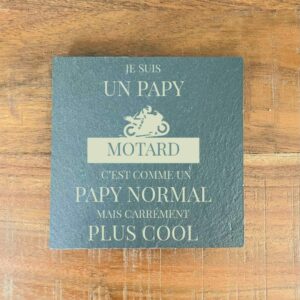 JE SUIS
UN PAPY
MOTARD
C'EST COMME UN
PAPY NORMAL
MAIS CARRÉMENT
PLUS COOL